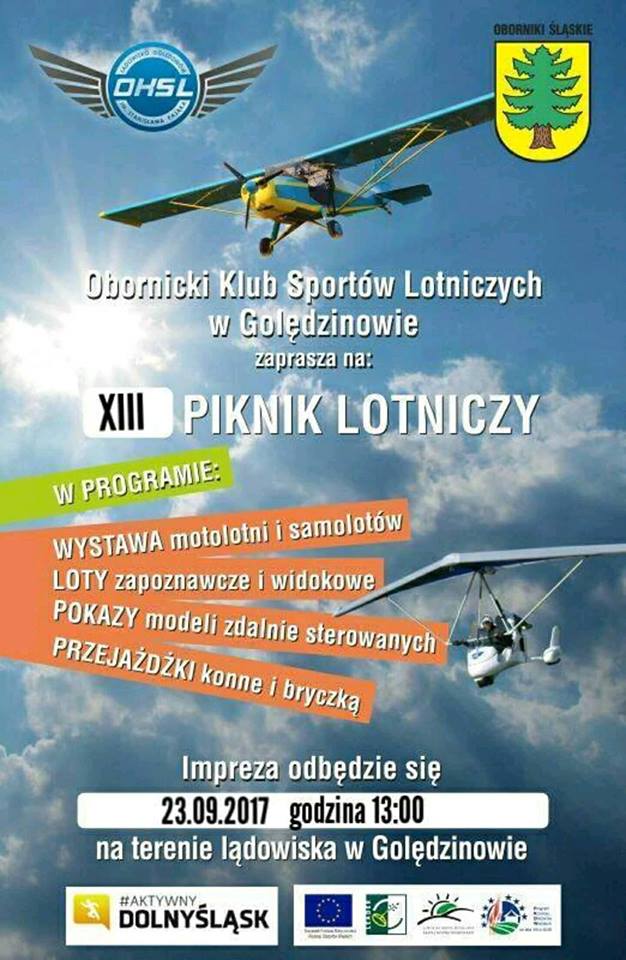 OBORNIKI ŚLĄSKIE
OHSL
Obornicki Klub Sportów Lotniczych
w Golędzinowie
zaprasza na:
XIII PIKNIK LOTNICZY
W PROGRAMIE:
WYSTAWA motolotni i samolotów
LOTY zapoznawcze i widokowe
POKAZY modeli zdalnie sterowanych
PRZEJAŻDŻKI konne i bryczką
Impreza odbędzie się
23.09.2017 godzina 13:00
na terenie lądowiska w Golędzinowie
#AKTYWNY
DOLNYŚLĄSK